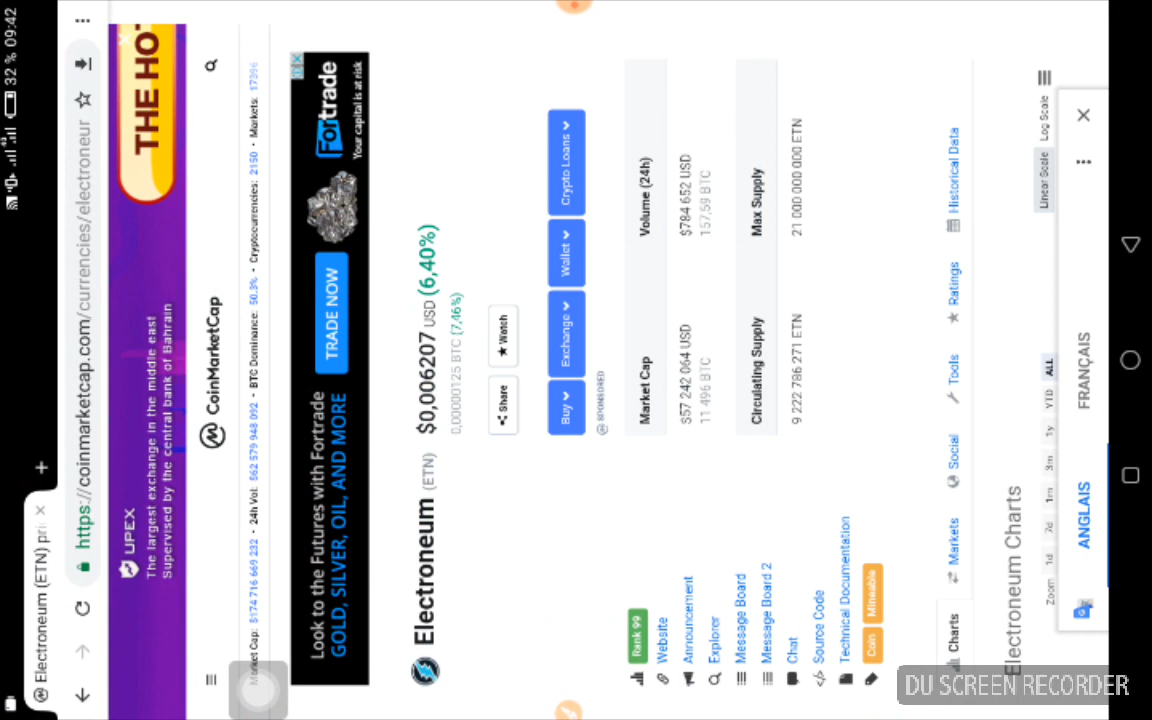 32 % 09:42
Electroneum (ETN) pri
https://coinmarketcap.com/currencies/electroneur
UPEX
The largest exchange in the middle east
Supervised by the central bank of Bahrain
THE HO
CoinMarketCap
Market Cap: $174 716 669 232 • 24h Vol: $62 579 948 092 • BTC Dominance: 50,3% • Cryptocurrencies: 2150 • Markets: 17396
Look to the Futures with Fortrade
GOLD, SILVER, OIL, AND MORE
TRADE NOW
Fortrade
Your capital is at risk
Electroneum (ETN)
$0,006207 USD (6,40%)
0,00000125 BTC (7,46%)
Share
Watch
Buy
Exchange
Wallet
Crypto Loans
SPONSORED
Rank 99
Website
Announcement
Explorer
Message Board
Message Board 2
Chat
Source Code
Technical Documentation
Coin Mineable
Market Cap
$57 242 064 USD
11 496 BTC
Volume (24h)
$784 652 USD
157,59 BTC
Circulating Supply
9 222 786 271 ETN
Max Supply
21 000 000 000 ETN
Charts
Markets
Social
Tools
Ratings
Historical Data
Electroneum Charts
Linear Scale
Log Scale
Zoom 1d 7d 1m 3m 1y YTD ALL
ANGLAIS
FRANÇAIS
DU SCREEN RECORDER